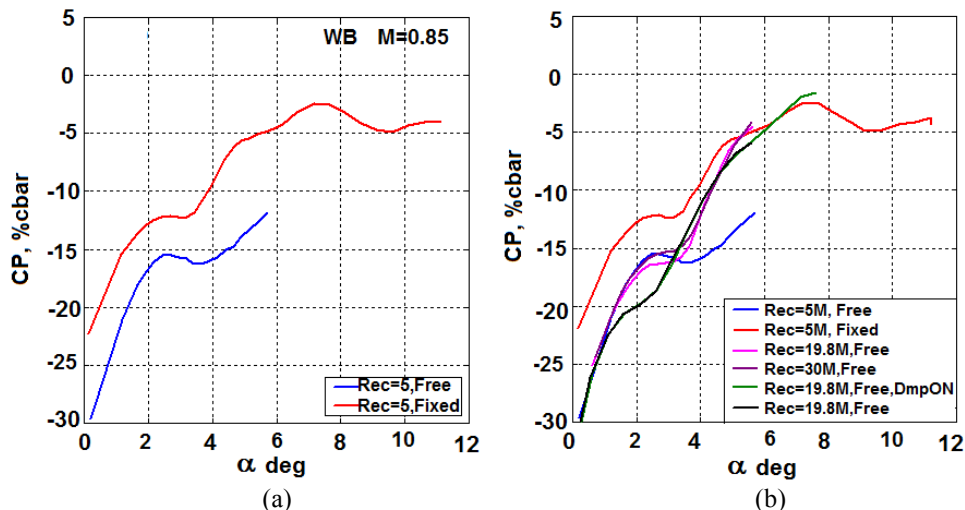 5
0
-5
-10
-15
-20
-25
-30
CP, %cbar
WB M=0.85
Rec=5,Free
Rec=5,Fixed
0 2 4 6 8 10 12
α deg
(a)
5
0
-5
-10
-15
-20
-25
-30
CP, %cbar
Rec=5M, Free
Rec=5M, Fixed
Rec=19.8M,Free
Rec=30M,Free
Rec=19.8M,Free,DmpON
Rec=19.8M,Free
0 2 4 6 8 10 12
α deg
(b)